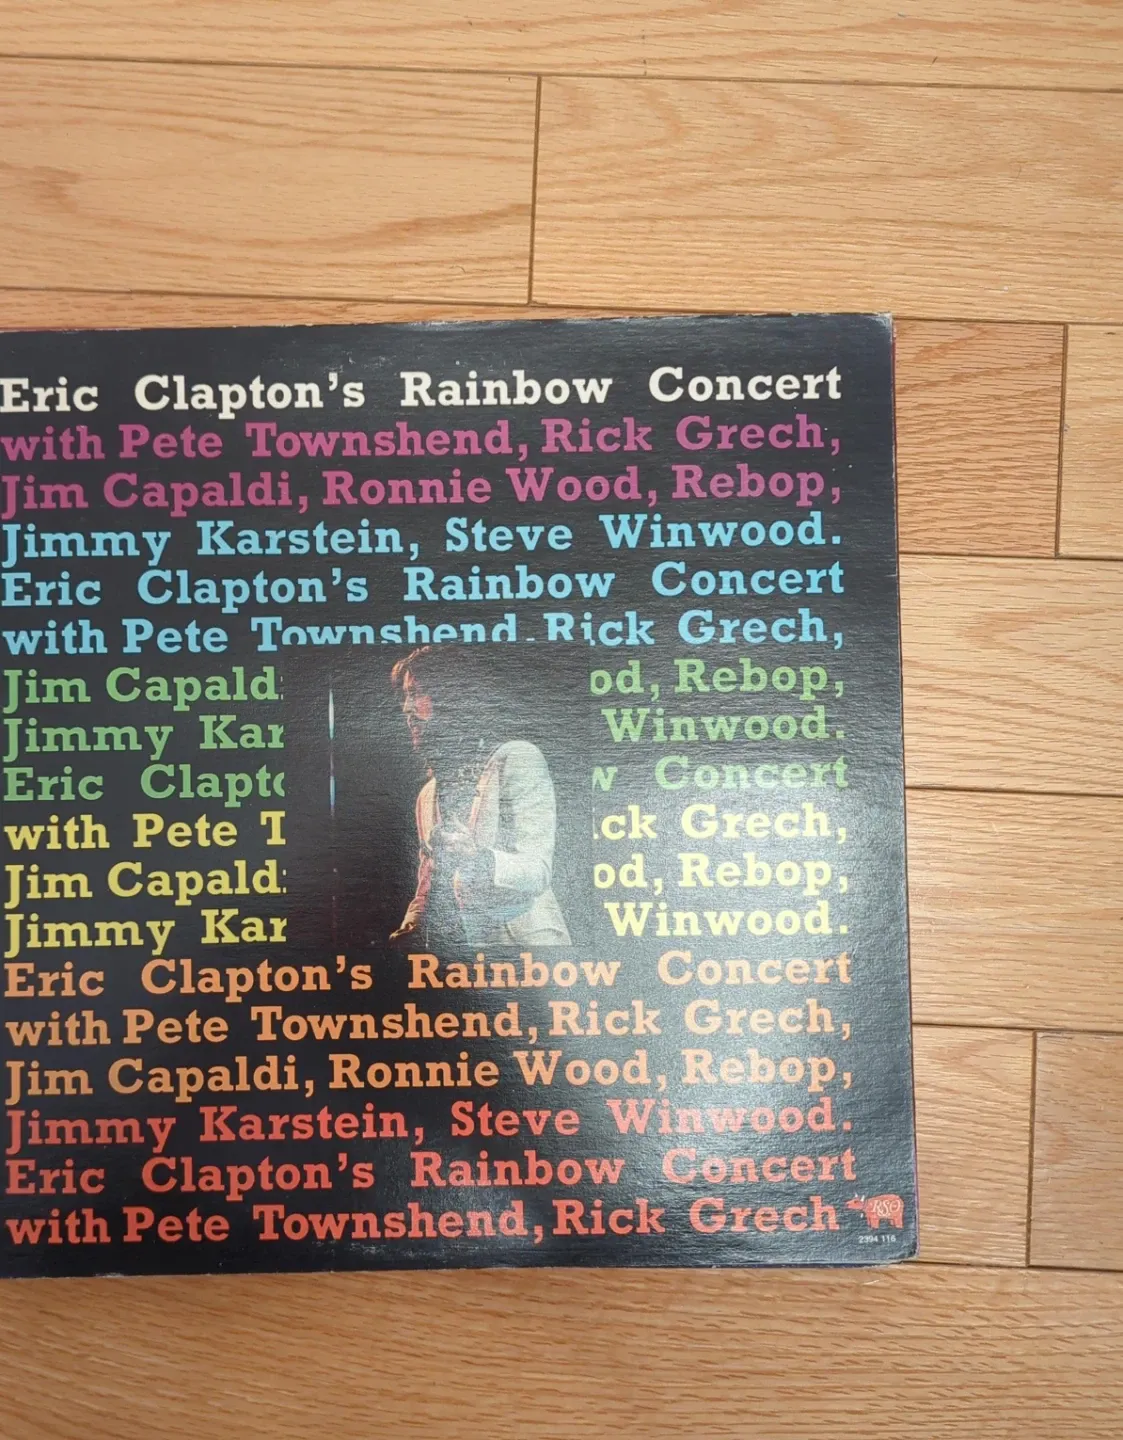 Eric Clapton's Rainbow Concert
with Pete Townshend, Rick Grech,
Jim Capaldi, Ronnie Wood, Rebop,
Jimmy Karstein, Steve Winwood.
Eric Clapton's Rainbow Concert
with Pete Townshend, Rick Grech,
Jim Capald od, Rebop,
Jimmy Kar Winwood.
Eric Clapt w Concert
with Pete T ck Grech,
Jim Capald od, Rebop,
Jimmy Kar Winwood.
Eric Clapton's Rainbow Concert
with Pete Townshend, Rick Grech,
Jim Capaldi, Ronnie Wood, Rebop,
Jimmy Karstein, Steve Winwood.
Eric Clapton's Rainbow Concert
with Pete Townshend, Rick Grech
RSO
2394 116